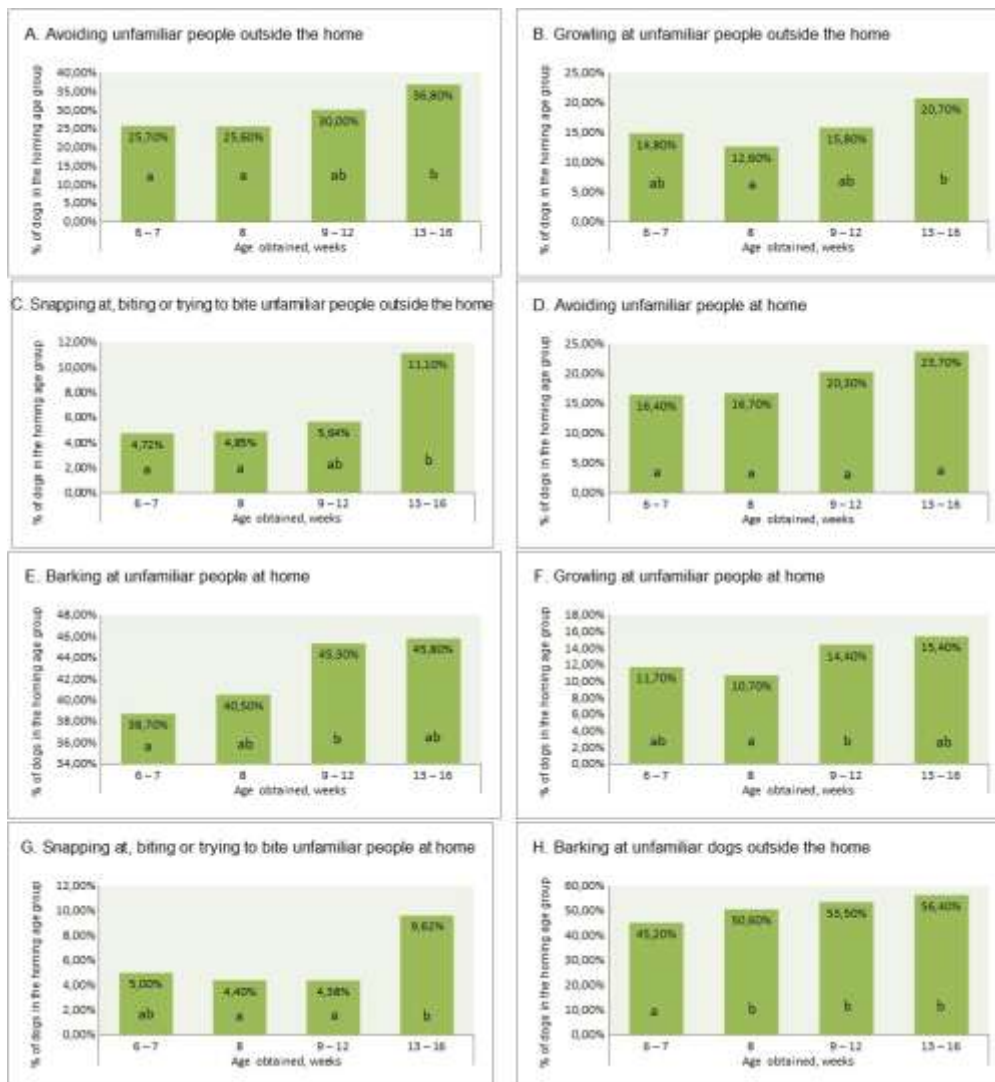 A. Avoiding unfamiliar people outside the home
% of dogs in the homing age group
40,00%
35,00%
30,00%
25,00%
20,00%
15,00%
10,00%
5,00%
0,00%
25,70%
25,60%
30,00%
36,80%
a
a
ab
b
6 – 7
8
9 – 12
13 – 16
Age obtained, weeks
B. Growling at unfamiliar people outside the home
% of dogs in the homing age group
25,00%
20,00%
15,00%
10,00%
5,00%
0,00%
14,80%
12,60%
15,80%
20,70%
ab
a
ab
b
6 – 7
8
9 – 12
13 – 16
Age obtained, weeks
C. Snapping at, biting or trying to bite unfamiliar people outside the home
% of dogs in the homing age group
12,00%
10,00%
8,00%
6,00%
4,00%
2,00%
0,00%
4,72%
4,85%
5,64%
11,10%
a
a
ab
b
6 – 7
8
9 – 12
13 – 16
Age obtained, weeks
D. Avoiding unfamiliar people at home
% of dogs in the homing age group
25,00%
20,00%
15,00%
10,00%
5,00%
0,00%
16,40%
16,70%
20,30%
23,70%
a
a
a
a
6 – 7
8
9 – 12
13 – 16
Age obtained, weeks
E. Barking at unfamiliar people at home
% of dogs in the homing age group
48,00%
46,00%
44,00%
42,00%
40,00%
38,00%
36,00%
34,00%
38,70%
40,50%
45,30%
45,80%
a
ab
b
ab
6 – 7
8
9 – 12
13 – 16
Age obtained, weeks
F. Growling at unfamiliar people at home
% of dogs in the homing age group
18,00%
16,00%
14,00%
12,00%
10,00%
8,00%
6,00%
4,00%
2,00%
0,00%
11,70%
10,70%
14,40%
15,40%
ab
a
b
ab
6 – 7
8
9 – 12
13 – 16
Age obtained, weeks
G. Snapping at, biting or trying to bite unfamiliar people at home
% of dogs in the homing age group
12,00%
10,00%
8,00%
6,00%
4,00%
2,00%
0,00%
5,00%
4,40%
4,38%
9,62%
ab
a
a
b
6 – 7
8
9 – 12
13 – 16
Age obtained, weeks
H. Barking at unfamiliar dogs outside the home
% of dogs in the homing age group
60,00%
50,00%
40,00%
30,00%
20,00%
10,00%
0,00%
45,20%
50,60%
53,50%
56,40%
a
b
b
b
6 – 7
8
9 – 12
13 – 16
Age obtained, weeks